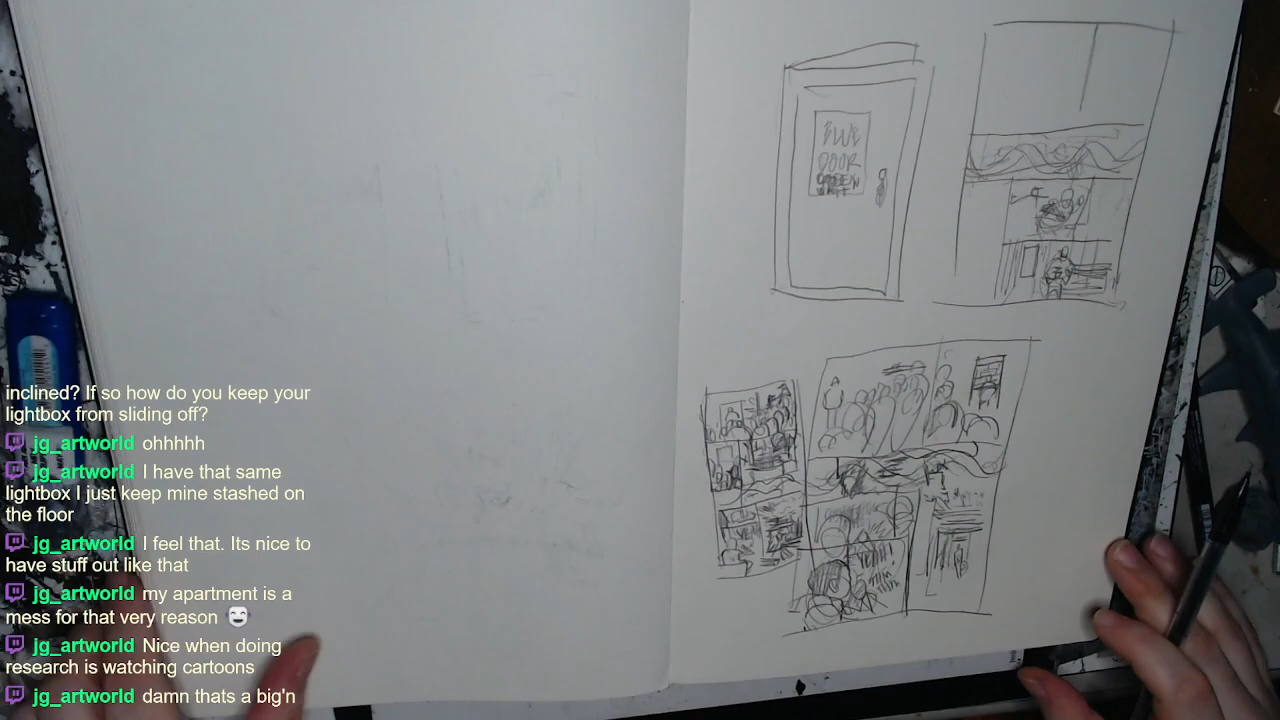 inclined? If so how do you keep your
lightbox from sliding off?
jg_artworld ohhhhh
jg_artworld I have that same
lightbox I just keep mine stashed on
the floor
jg_artworld I feel that. Its nice to
have stuff out like that
jg_artworld my apartment is a
mess for that very reason
jg_artworld Nice when doing
research is watching cartoons
jg_artworld damn thats a big'n
BLUE
DOOR